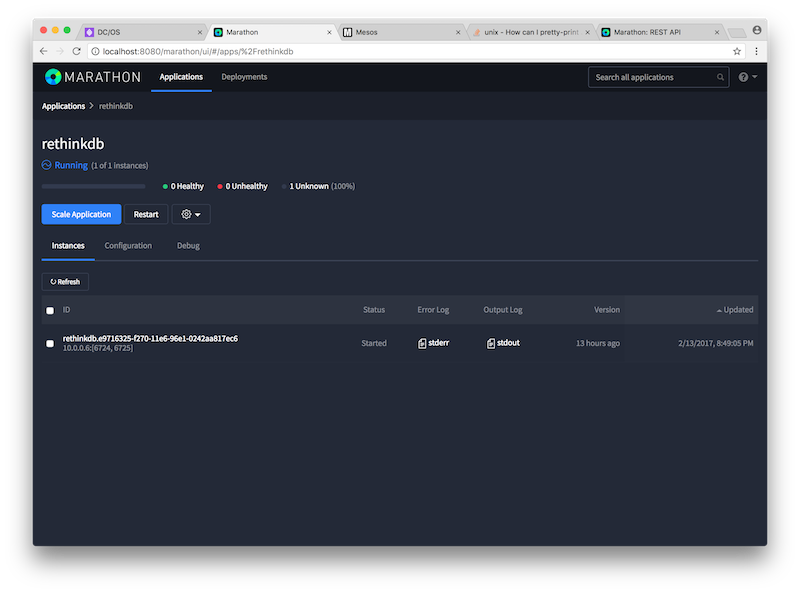 DC/OS
Marathon
Mesos
unix - How can I pretty-print
Marathon: REST API
localhost:8080/marathon/ui/#/apps/%2Frethinkdb
MARATHON
Applications
Deployments
Search all applications
Applications > rethinkdb
rethinkdb
Running (1 of 1 instances)
0 Healthy
0 Unhealthy
1 Unknown (100%)
Scale Application
Restart
Instances
Configuration
Debug
Refresh
ID
Status
Error Log
Output Log
Version
Updated
rethinkdb.e9716325-f270-11e6-96e1-0242aa817ec6
10.0.0.6:[6724, 6725]
Started
stderr
stdout
13 hours ago
2/13/2017, 8:49:05 PM